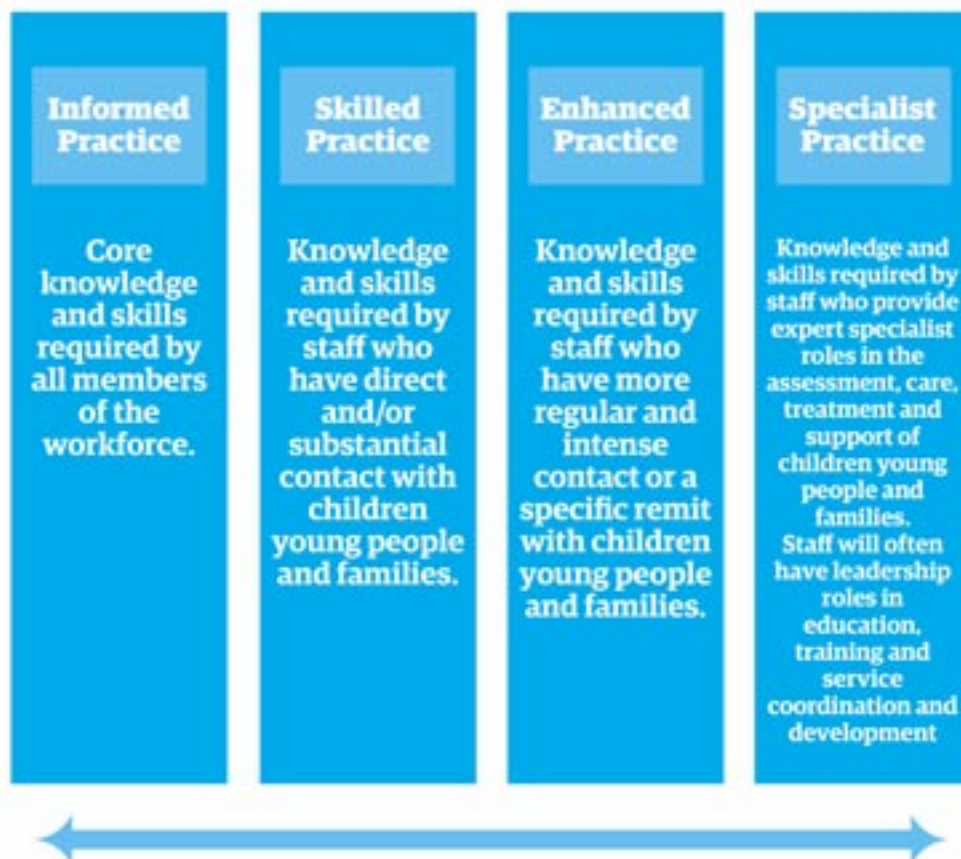 Informed
Practice
Core
knowledge
and skills
required by
all members
of the
workforce.
Skilled
Practice
Knowledge
and skills
required by
staff who
have direct
and/or
substantial
contact with
children
young people
and families.
Enhanced
Practice
Knowledge
and skills
required by
staff who
have more
regular and
intense
contact or a
specific remit
with children
young people
and families.
Specialist
Practice
Knowledge and
skills required by
staff who provide
expert specialist
roles in the
assessment, care,
treatment and
support of
children young
people and
families.
Staff will often
have leadership
roles in
education,
training and
service
coordination and
development